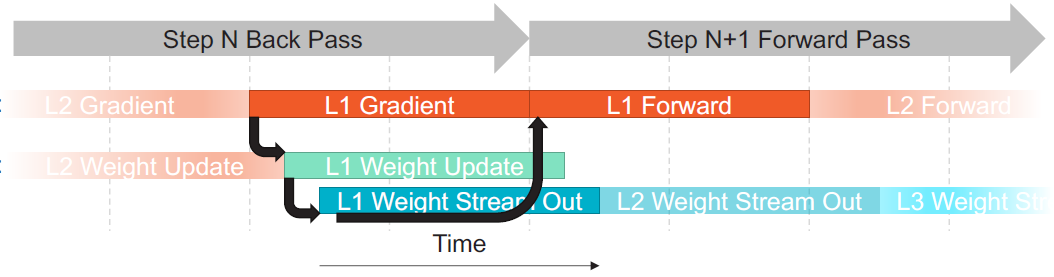 Step N Back Pass
Step N+1 Forward Pass
L2 Gradient
L1 Gradient
L1 Forward
L2 Forward
L2 Weight Update
L1 Weight Update
L1 Weight Stream Out
L2 Weight Stream Out
L3 Weight
Time